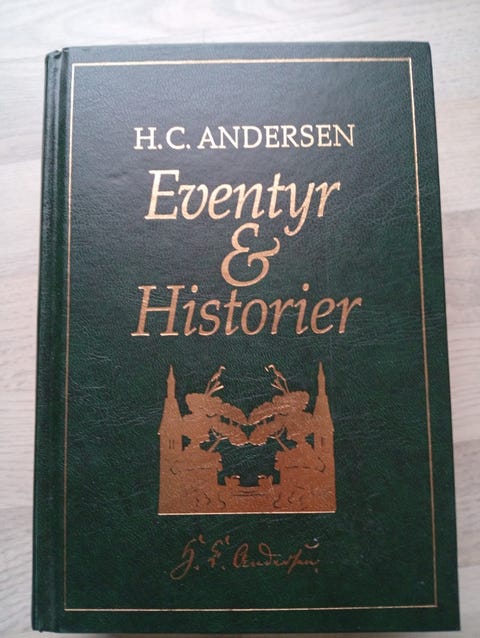 H. C. ANDERSEN
Eventyr
&
Historier
H. C. Andersen.